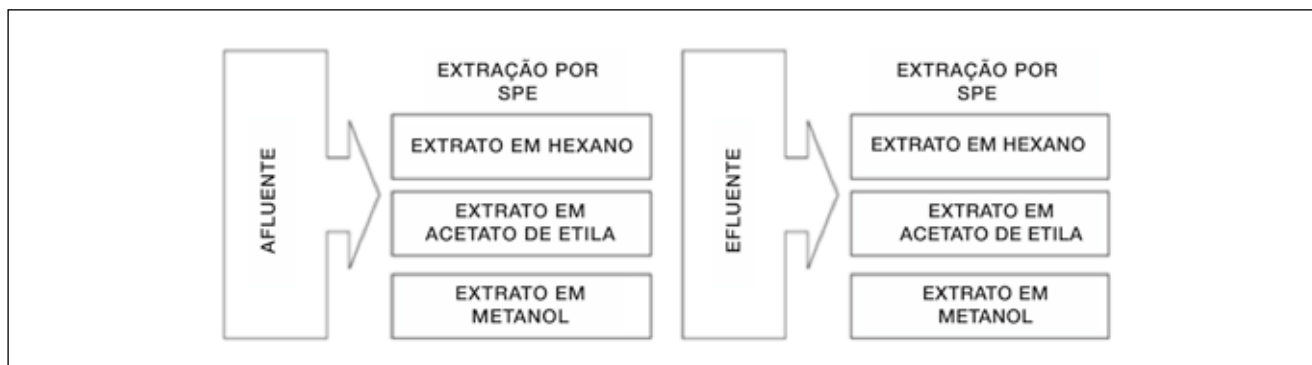 AFLUENTE
EXTRAÇÃO POR
SPE
EXTRATO EM HEXANO
EXTRATO EM
ACETATO DE ETILA
EXTRATO EM
METANOL
EFLUENTE
EXTRAÇÃO POR
SPE
EXTRATO EM HEXANO
EXTRATO EM
ACETATO DE ETILA
EXTRATO EM
METANOL